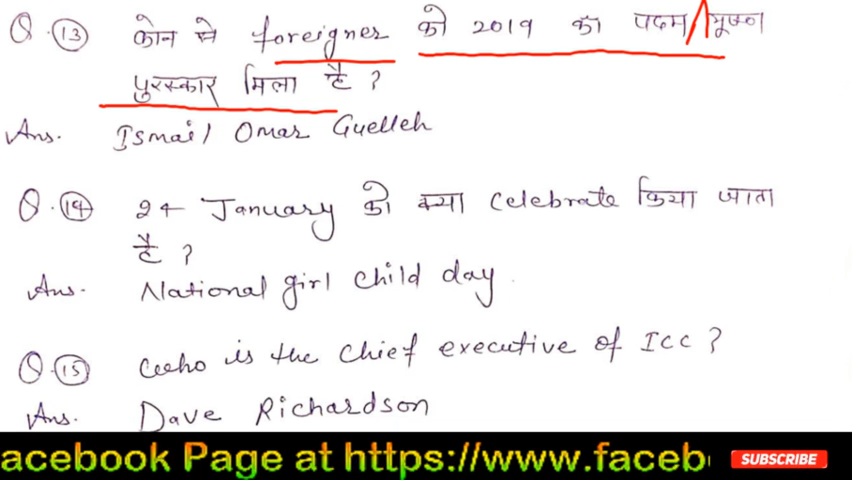 Q.13 कोन से foreigner को 2019 का पदम भूषण
पुरस्कार मिला है ?
Ans. Ismail Omar Guelleh
Q.14 24 January को क्या celebrate किया जाता
है ?
Ans. National girl child day.
Q.15 Who is the chief executive of ICC ?
Ans. Dave Richardson
acebook Page at https://www.faceb
SUBSCRIBE